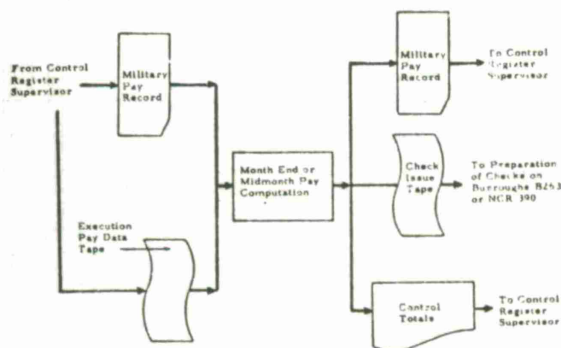 From Control
Register
Supervisor
Military
Pay
Record
Execution
Pay Data
Tape
Month End or
Midmonth Pay
Computation
Military
Pay
Record
To Control
Register
Supervisor
Check
Issue
Tape
To Preparation
of Checks on
Burroughs B263
or NCR 390
Control
Totals
To Control
Register
Supervisor